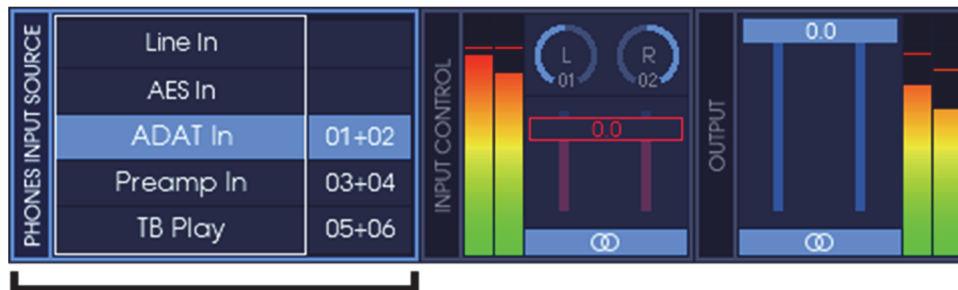 PHONES INPUT SOURCE
Line In
AES In
ADAT In 01+02
Preamp In 03+04
TB Play 05+06
INPUT CONTROL
L R
01 02
0.0
OUTPUT
0.0